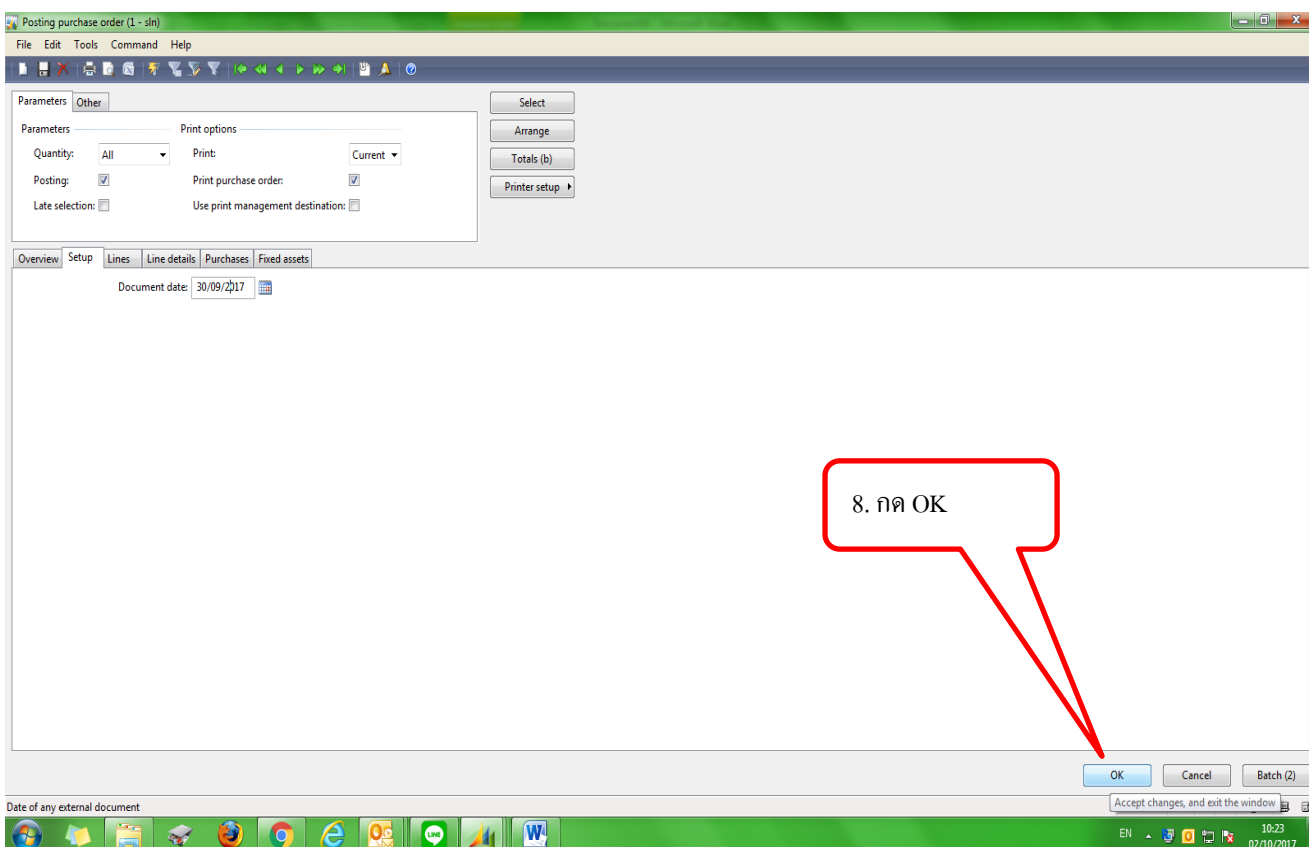 Posting purchase order (1 - sln)
File Edit Tools Command Help
Parameters Other
Select
Parameters Print options
Arrange
Quantity: All Print: Current
Totals (b)
Posting: Print purchase order:
Printer setup
Late selection: Use print management destination:
Overview Setup Lines Line details Purchases Fixed assets
Document date: 30/09/2017
8. กด OK
OK Cancel Batch (2)
Date of any external document
Accept changes, and exit the window
EN
10:23
02/10/2017